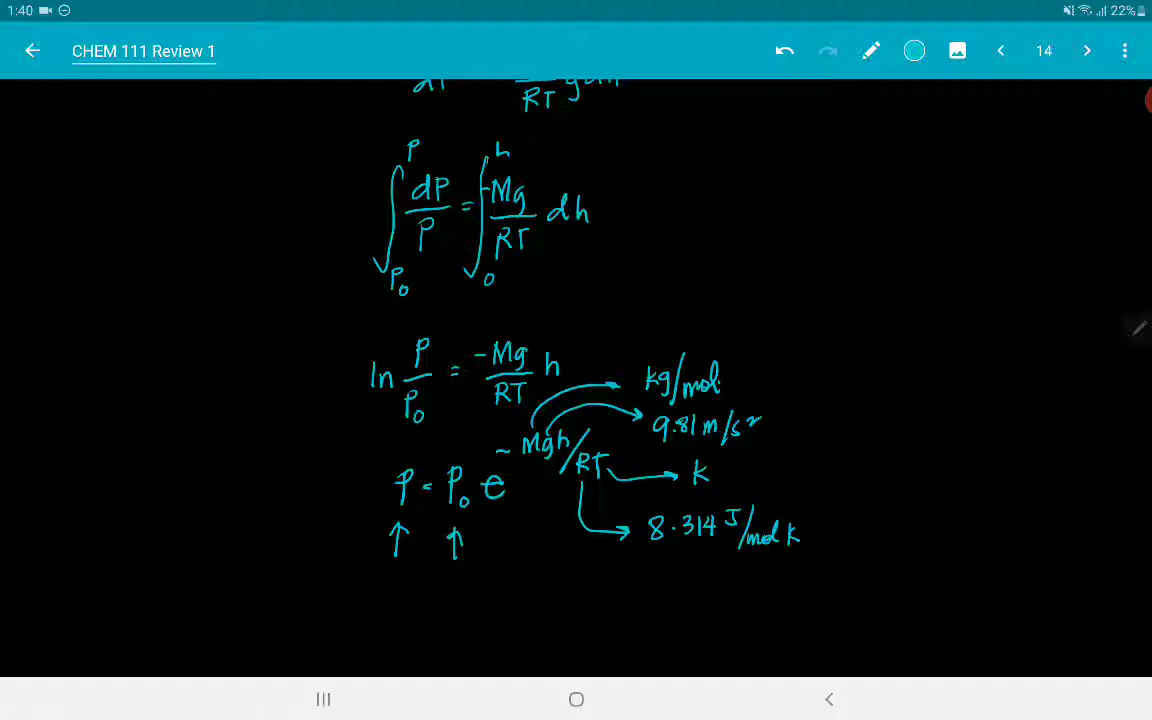 1:40 22%
CHEM 111 Review 1 14
RT
∫_{P₀}^{P} dP/P = ∫_{0}^{h} -Mg/RT dh
ln P/P₀ = -Mg/RT h
kg/mol
9.81 m/s²
P = P₀ e^{-Mgh/RT}
K
8.314 J/mol K